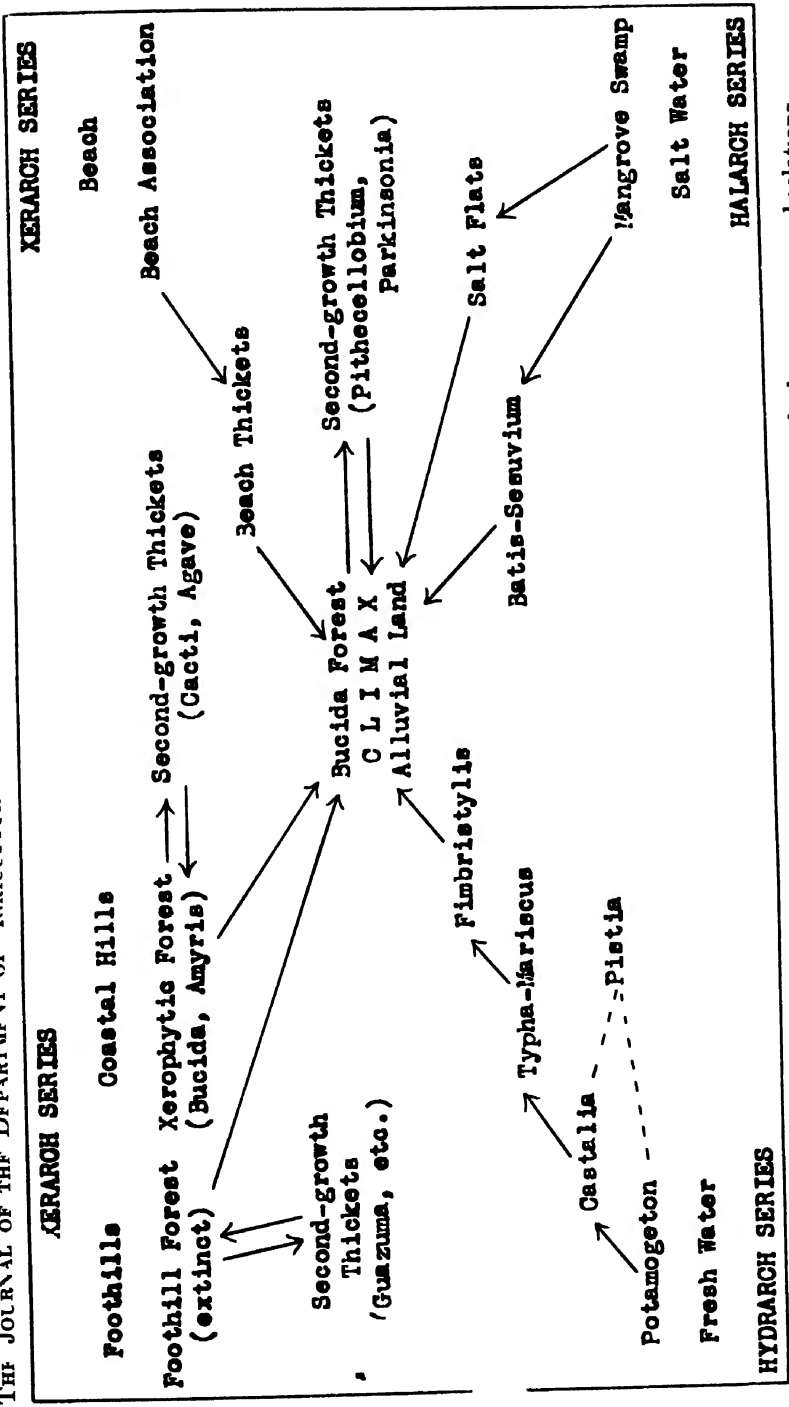 THE JOURNAL OF THE DEPARTMENT OF
XERARCH SERIES
XERARCH SERIES
Foothills
Coastal Hills
Beach
Foothill Forest
(extinct)
Xerophytic Forest
(Bucida, Amyris)
Second-growth Thickets
(Cacti, Agave)
Beach Association
Beach Thickets
Second-growth
Thickets
(Guazuma, etc.)
Bucida Forest
C L I M A X
Alluvial Land
Second-growth Thickets
(Pithecellobium,
Parkinsonia)
Fimbristylis
Typha-Mariscus
Castalia
Pistia
Potamogeton
Fresh Water
Batis-Sesuvium
Salt Flats
Mangrove Swamp
Salt Water
HYDRARCH SERIES
HALARCH SERIES